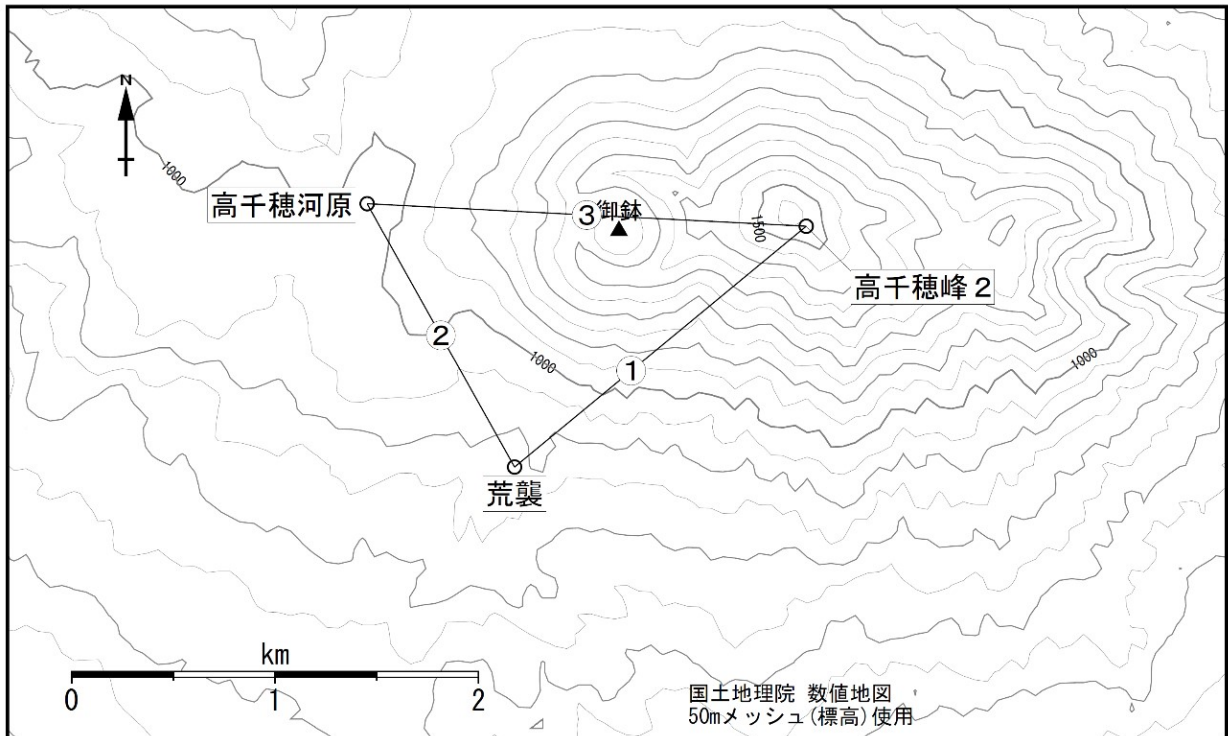 N
1000
高千穂河原
③
御鉢
1500
高千穂峰２
②
1000
①
1000
荒襲
km
0 1 2
国土地理院 数値地図
50mメッシュ(標高)使用